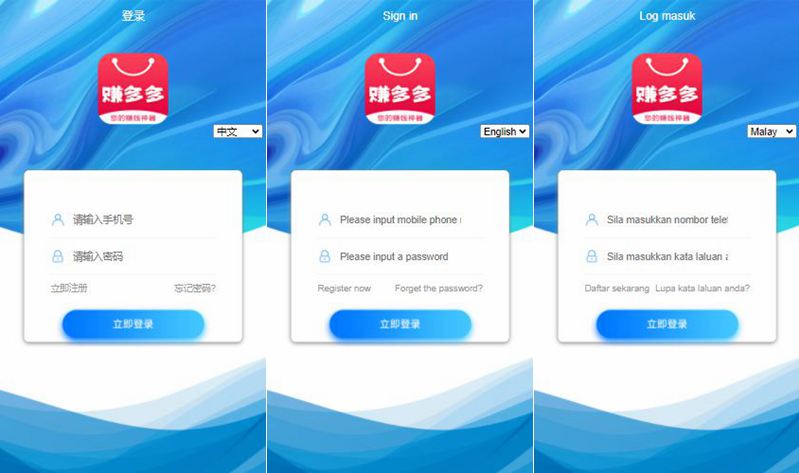 登录
赚多多
您的赚钱神器
中文
请输入手机号
请输入密码
立即注册
忘记密码?
立即登录
Sign in
赚多多
您的赚钱神器
English
Please input mobile phone
Please input a password
Register now
Forget the password?
立即登录
Log masuk
赚多多
您的赚钱神器
Malay
Sila masukkan nombor tele
Sila masukkan kata laluan a
Daftar sekarang
Lupa kata laluan anda?
立即登录